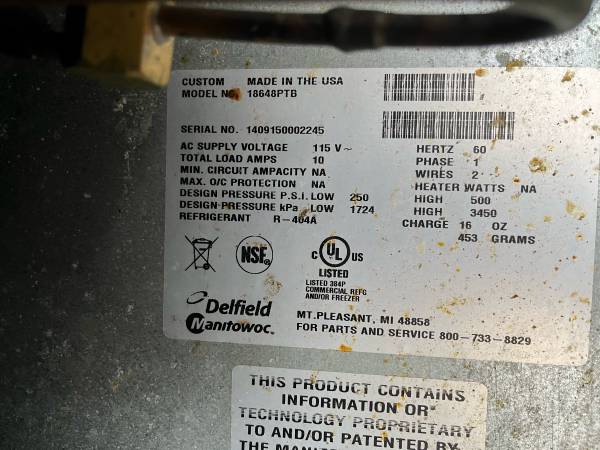 CUSTOM MADE IN THE USA
MODEL NO. 18648PTB
SERIAL NO. 1409150002245
AC SUPPLY VOLTAGE 115 V~ HERTZ 60
TOTAL LOAD AMPS 10 PHASE 1
MIN. CIRCUIT AMPACITY NA WIRES 2
MAX. O/C PROTECTION NA HEATER WATTS NA
DESIGN PRESSURE P.S.I. LOW 250 HIGH 500
DESIGN PRESSURE kPa LOW 1724 HIGH 3450
REFRIGERANT R-404A CHARGE 16 OZ
453 GRAMS
NSF
C UL US
LISTED
LISTED 384P
COMMERCIAL REFG
AND/OR FREEZER
Delfield
Manitowoc
MT.PLEASANT, MI 48858
FOR PARTS AND SERVICE 800-733-8829
THIS PRODUCT CONTAINS
INFORMATION OR
TECHNOLOGY PROPRIETARY
TO AND/OR PATENTED BY
THE